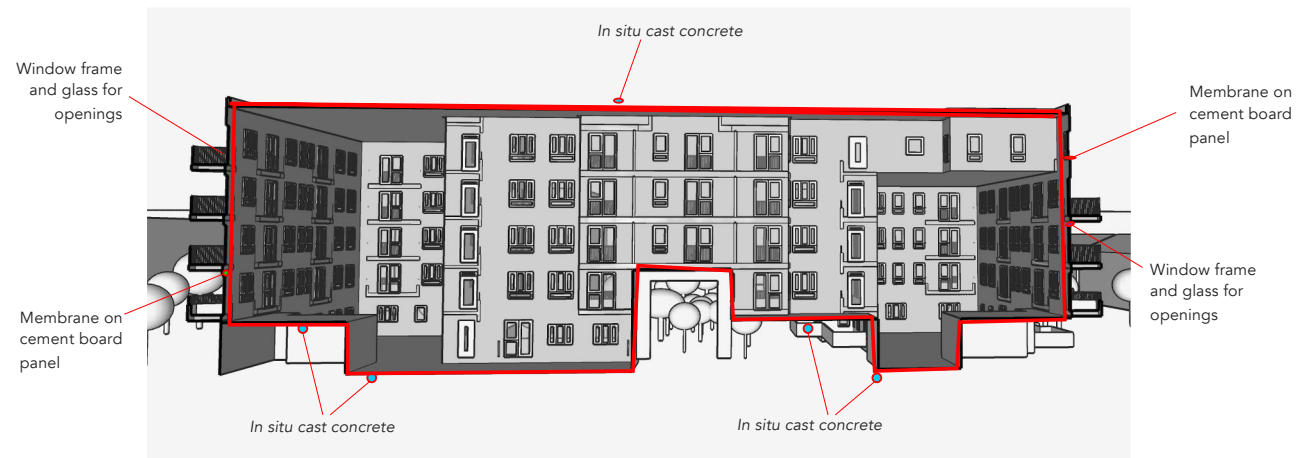 In situ cast concrete
Window frame
and glass for
openings
Membrane on
cement board
panel
Membrane on
cement board
panel
Window frame
and glass for
openings
In situ cast concrete
In situ cast concrete